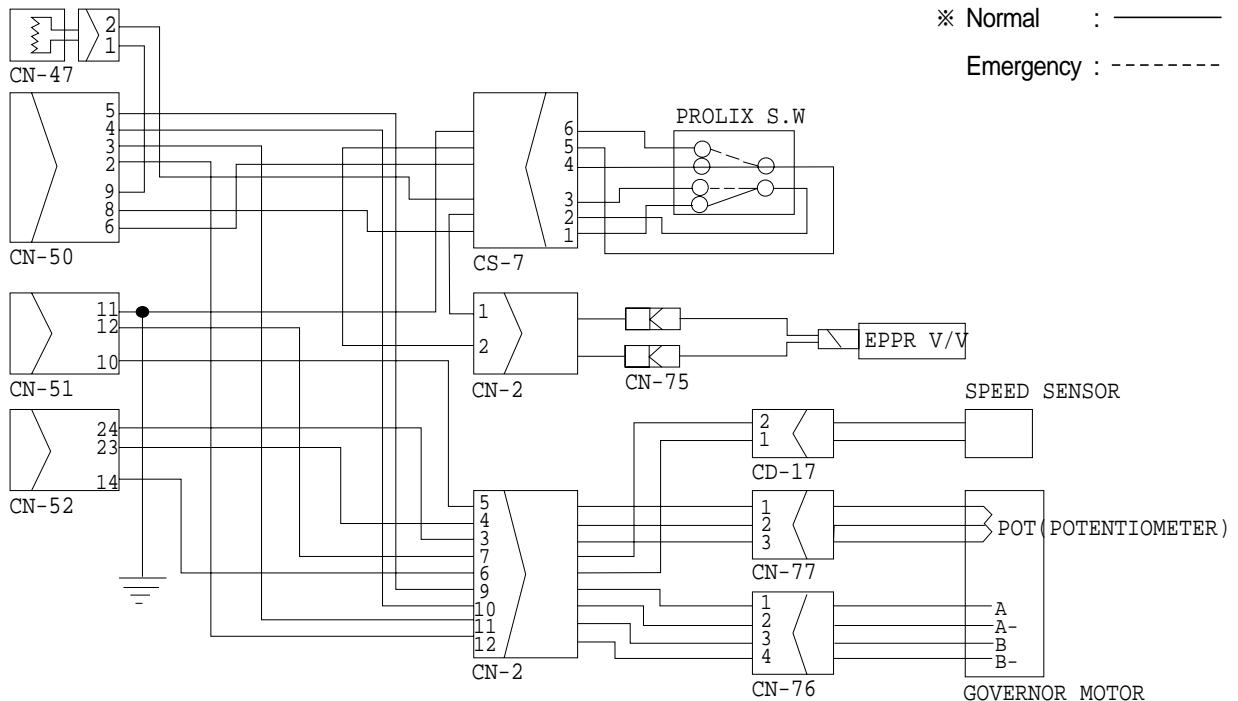 ※ Normal : 
Emergency :
2
1
CN-47
5
4
3
2
9
8
6
CN-50
6
5
4
3
2
1
CS-7
PROLIX S.W
11
12
10
CN-51
1
2
CN-2
CN-75
EPPR V/V
24
23
14
CN-52
SPEED SENSOR
2
1
CD-17
5
4
3
7
6
9
10
11
12
CN-2
1
2
3
CN-77
POT(POTENTIOMETER)
1
2
3
4
CN-76
A
A-
B
B-
GOVERNOR MOTOR